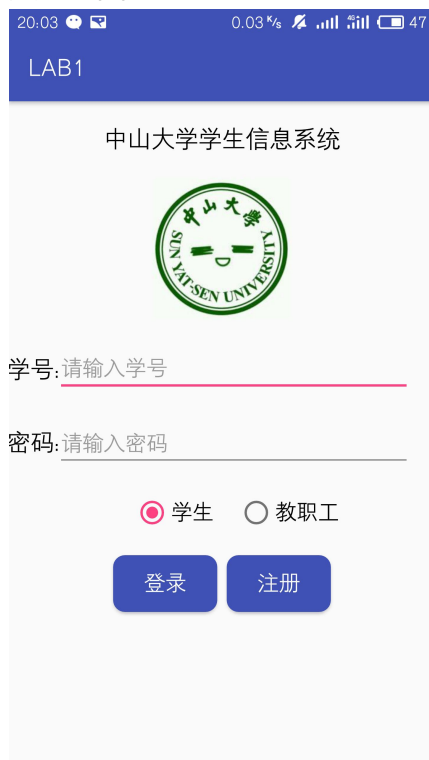 20:03 0.03 K/s 4G 47
LAB1
中山大学学生信息系统
中山大学
SUN YAT-SEN UNIVERSITY
学号:请输入学号
密码:请输入密码
学生 教职工
登录 注册